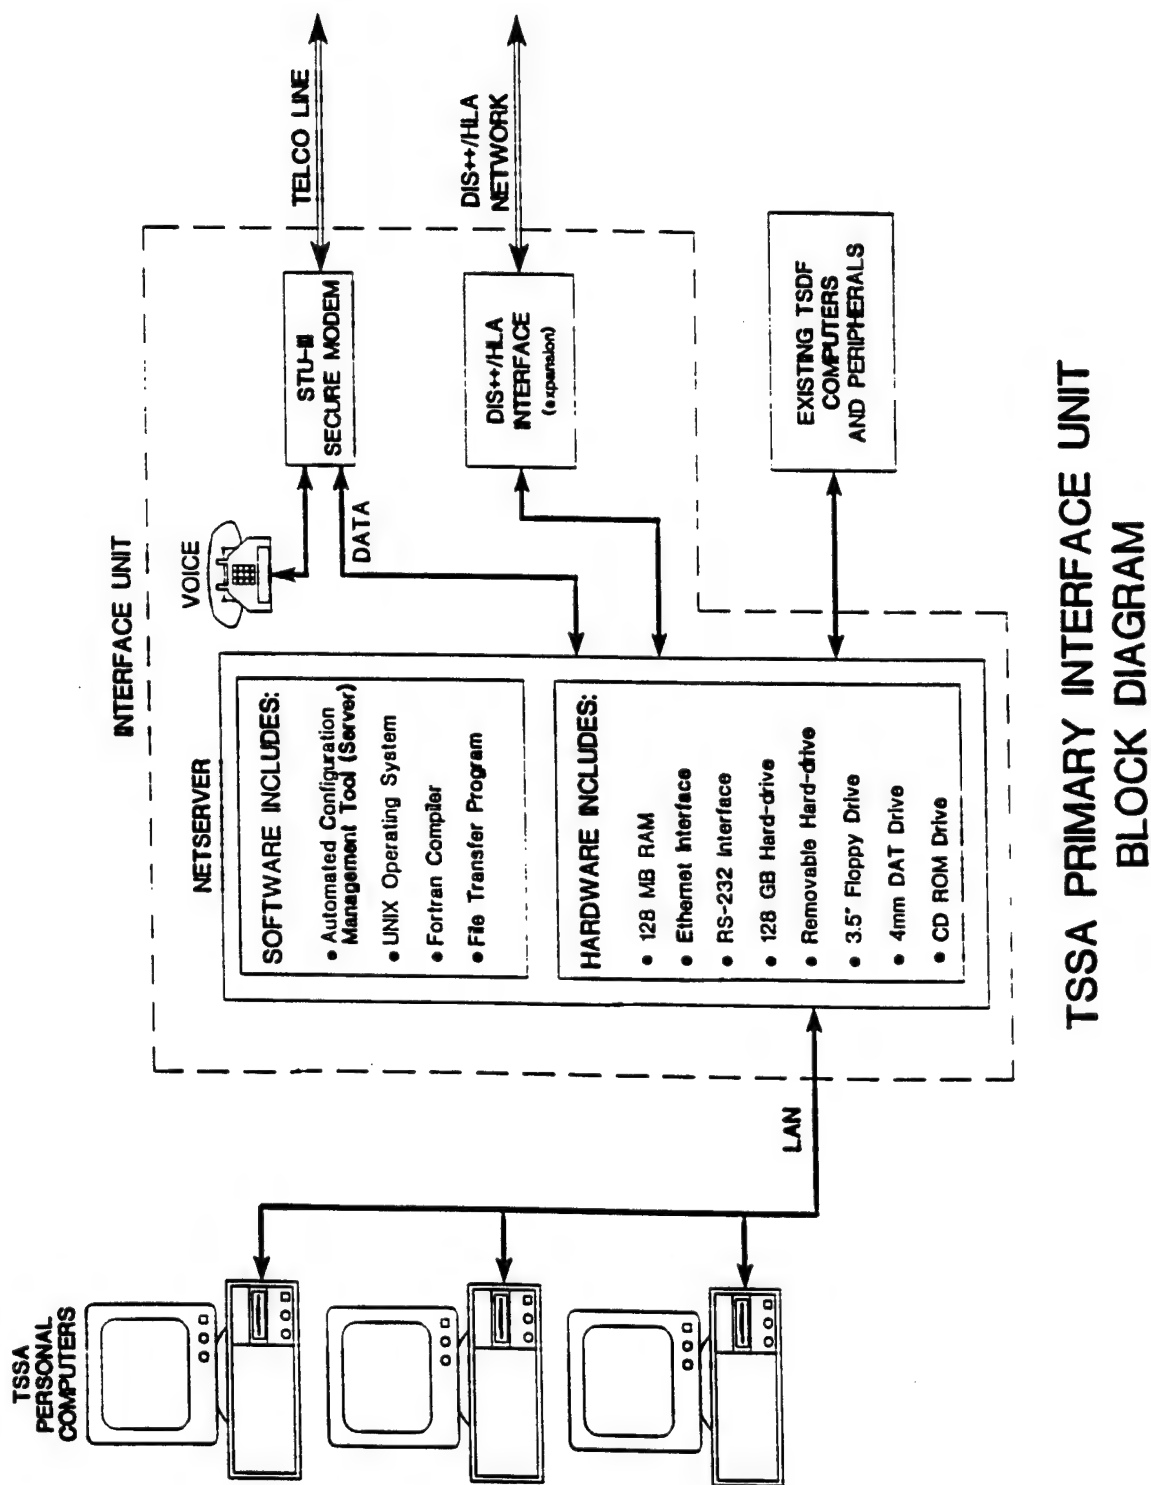 TSSA
PERSONAL
COMPUTERS
LAN
INTERFACE UNIT
NETSERVER
SOFTWARE INCLUDES:
• Automated Configuration
Management Tool (Server)
• UNIX Operating System
• Fortran Compiler
• File Transfer Program
HARDWARE INCLUDES:
• 128 MB RAM
• Ethernet Interface
• RS-232 Interface
• 128 GB Hard-drive
• Removable Hard-drive
• 3.5" Floppy Drive
• 4mm DAT Drive
• CD ROM Drive
VOICE
DATA
STU-III
SECURE MODEM
TELCO LINE
DIS++/HLA
INTERFACE
(expansion)
DIS++/HLA
NETWORK
EXISTING TSDF
COMPUTERS
AND PERIPHERALS
TSSA PRIMARY INTERFACE UNIT
BLOCK DIAGRAM